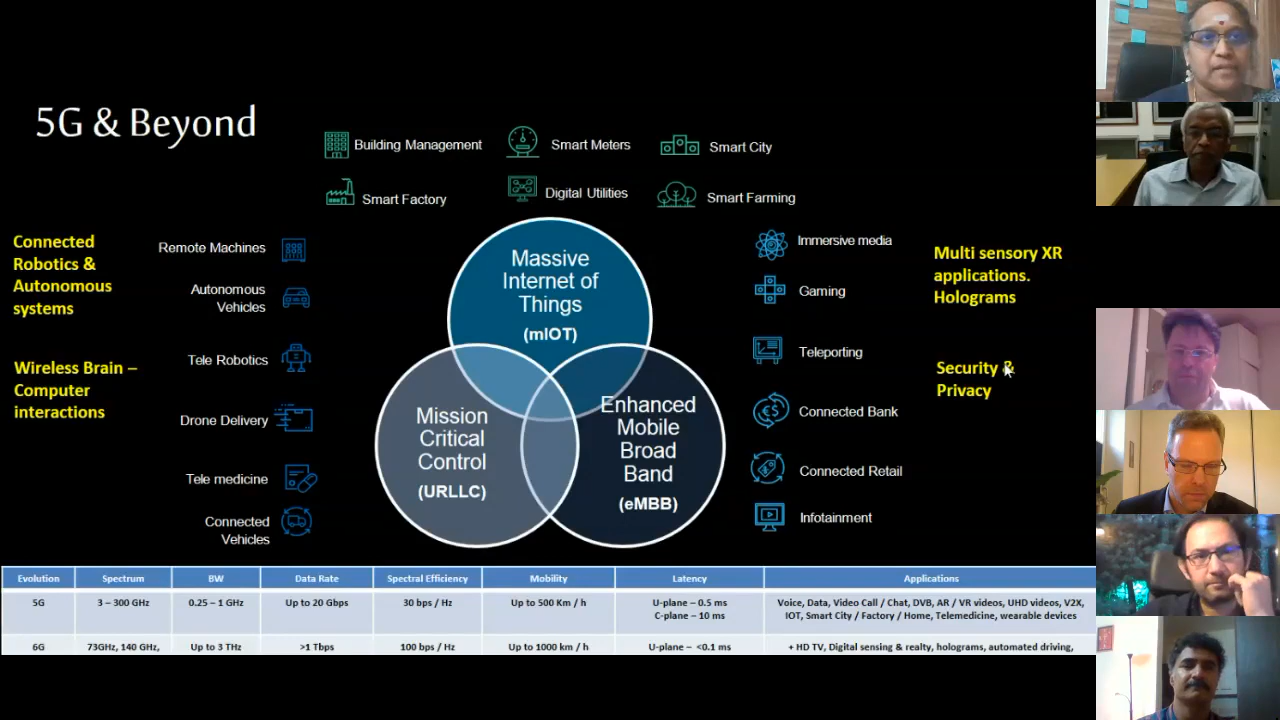 5G & Beyond
Building Management
Smart Meters
Smart City
Smart Factory
Digital Utilities
Smart Farming
Connected
Robotics &
Autonomous
systems
Wireless Brain –
Computer
interactions
Remote Machines
Autonomous
Vehicles
Tele Robotics
Drone Delivery
Tele medicine
Connected
Vehicles
Massive
Internet of
Things
(mIOT)
Mission
Critical
Control
(URLLC)
Enhanced
Mobile
Broad
Band
(eMBB)
Immersive media
Gaming
Teleporting
Connected Bank
Connected Retail
Infotainment
Multi sensory XR
applications.
Holograms
Security &
Privacy
Evolution Spectrum BW Data Rate Spectral Efficiency Mobility Latency Applications
5G 3 – 300 GHz 0.25 – 1 GHz Up to 20 Gbps 30 bps / Hz Up to 500 Km / h U-plane – 0.5 ms Voice, Data, Video Call / Chat, DVB, AR / VR videos, UHD videos, V2X,
C-plane – 10 ms IOT, Smart City / Factory / Home, Telemedicine, wearable devices
6G 73GHz, 140 GHz, Up to 3 THz >1 Tbps 100 bps / Hz Up to 1000 km / h U-plane – <0.1 ms + HD TV, Digital sensing & realty, holograms, automated driving,